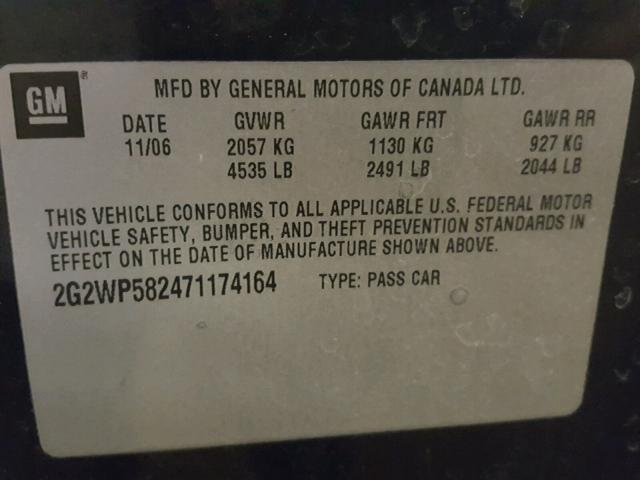 GM ®
MFD BY GENERAL MOTORS OF CANADA LTD.
DATE GVWR GAWR FRT GAWR RR
11/06 2057 KG 1130 KG 927 KG
4535 LB 2491 LB 2044 LB
THIS VEHICLE CONFORMS TO ALL APPLICABLE U.S. FEDERAL MOTOR
VEHICLE SAFETY, BUMPER, AND THEFT PREVENTION STANDARDS IN
EFFECT ON THE DATE OF MANUFACTURE SHOWN ABOVE.
2G2WP582471174164 TYPE: PASS CAR